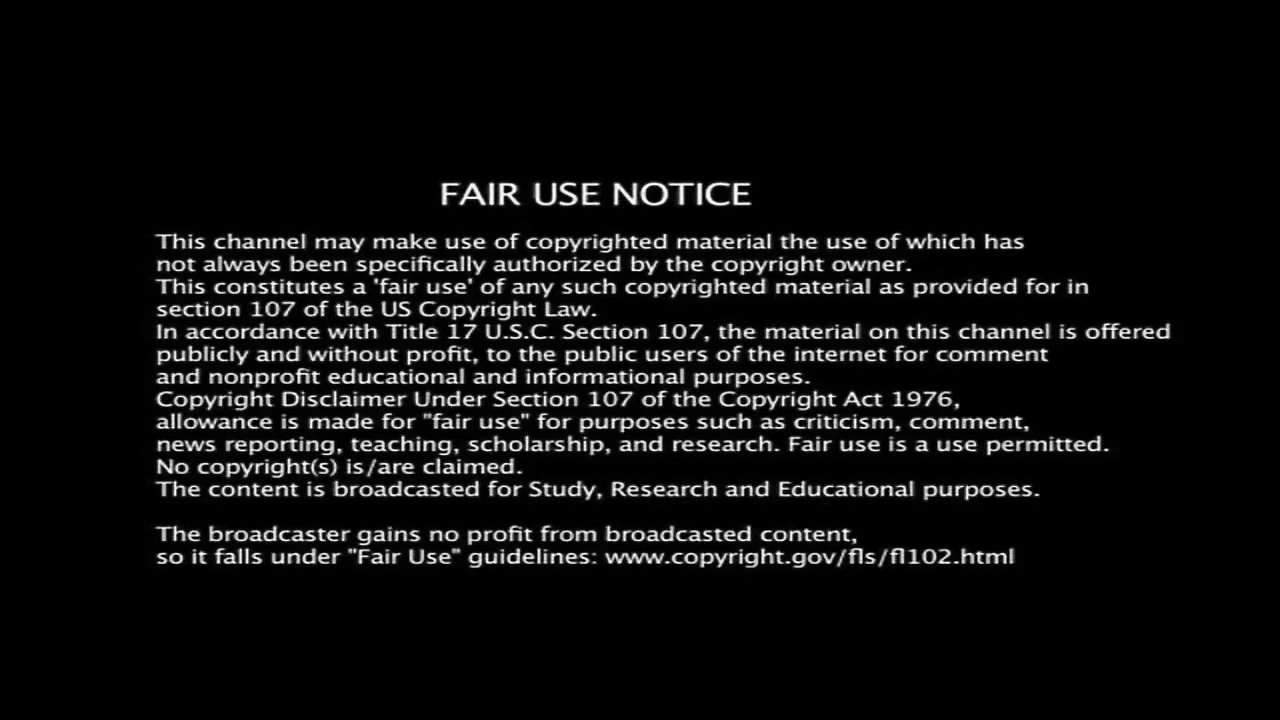 FAIR USE NOTICE
This channel may make use of copyrighted material the use of which has
not always been specifically authorized by the copyright owner.
This constitutes a 'fair use' of any such copyrighted material as provided for in
section 107 of the US Copyright Law.
In accordance with Title 17 U.S.C. Section 107, the material on this channel is offered
publicly and without profit, to the public users of the internet for comment
and nonprofit educational and informational purposes.
Copyright Disclaimer Under Section 107 of the Copyright Act 1976,
allowance is made for "fair use" for purposes such as criticism, comment,
news reporting, teaching, scholarship, and research. Fair use is a use permitted.
No copyright(s) is/are claimed.
The content is broadcasted for Study, Research and Educational purposes.
The broadcaster gains no profit from broadcasted content,
so it falls under "Fair Use" guidelines: www.copyright.gov/fls/fl102.html